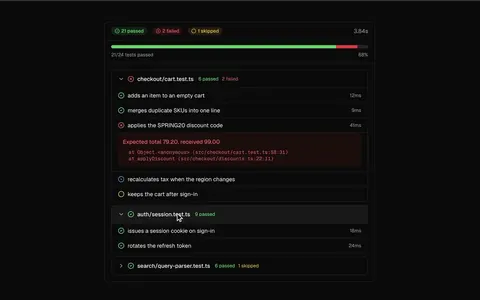 21 passed 2 failed 1 skipped 3.84s
21/24 tests passed 88%
checkout/cart.test.ts 6 passed 2 failed
adds an item to an empty cart 12ms
merges duplicate SKUs into one line 9ms
applies the SPRING20 discount code 41ms
Expected total 79.20, received 99.00
at Object.<anonymous> (src/checkout/cart.test.ts:58:31)
at applyDiscount (src/checkout/discount.ts:22:11)
recalculates tax when the region changes
keeps the cart after sign-in
auth/session.test.ts 9 passed
issues a session cookie on sign-in 18ms
rotates the refresh token 24ms
search/query-parser.test.ts 6 passed 1 skipped